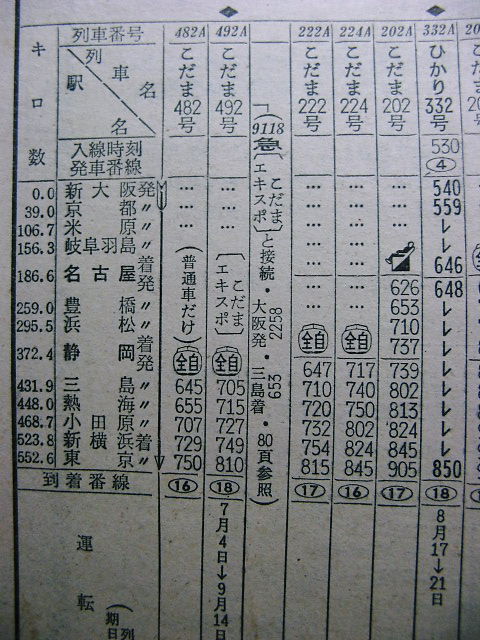 列車番号 482A 492A 222A 224A 202A 332A 20
列車名 こだま482号 こだま492号 こだま222号 こだま224号 こだま202号 ひかり332号
駅名
キロ数
入線時刻 530
発車番線 ④
0.0 新大阪発 … … … … … 540
39.0 京都〃 … … … … … 559
106.7 米原〃 … … … … … レ
156.3 岐阜羽島〃 … … レ
186.6 名古屋着 … … 646
発 … … 626 648
259.0 豊橋〃 … … 653 レ
295.5 浜松〃 全自 全自 710 レ
372.4 静岡着 737 レ
発 全自 全自 647 717 739 レ
431.9 三島〃 645 705 710 740 802 レ
448.0 熱海〃 655 715 720 750 813 レ
468.7 小田原〃 707 727 732 802 824 レ
523.8 新横浜着 729 749 754 824 845 レ
552.6 東京〃 750 810 815 845 905 850
到着番線 ⑯ ⑱ ⑰ ⑯ ⑰ ⑱
(普通車だけ)
[エキスポこだま]
「9118急[エキスポこだま]と接続・大阪発2258・三島着653・80頁参照)
運転
7月4日→9月14日
8月17→21日
(列
期日